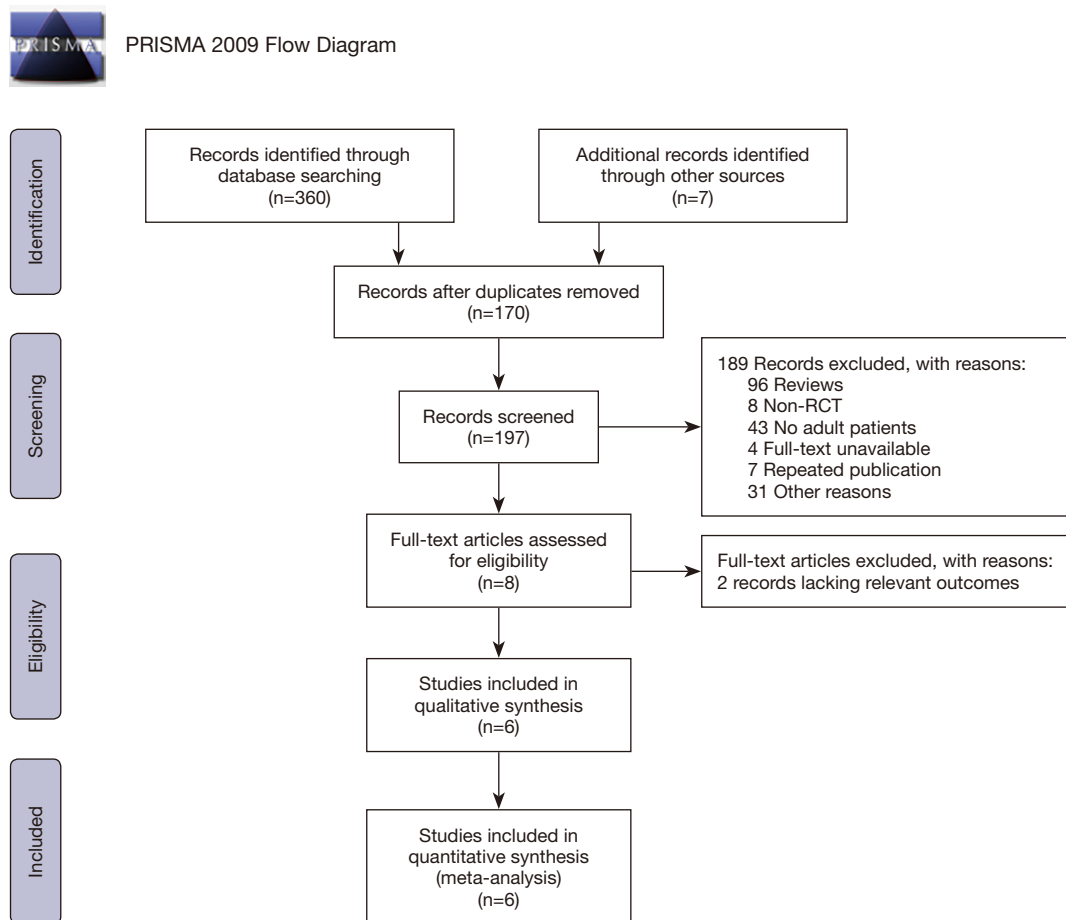 PRISMA
PRISMA 2009 Flow Diagram
Identification
Records identified through
database searching
(n=360)
Additional records identified
through other sources
(n=7)
Records after duplicates removed
(n=170)
Screening
Records screened
(n=197)
189 Records excluded, with reasons:
96 Reviews
8 Non-RCT
43 No adult patients
4 Full-text unavailable
7 Repeated publication
31 Other reasons
Eligibility
Full-text articles assessed
for eligibility
(n=8)
Full-text articles excluded, with reasons:
2 records lacking relevant outcomes
Studies included in
qualitative synthesis
(n=6)
Included
Studies included in
quantitative synthesis
(meta-analysis)
(n=6)